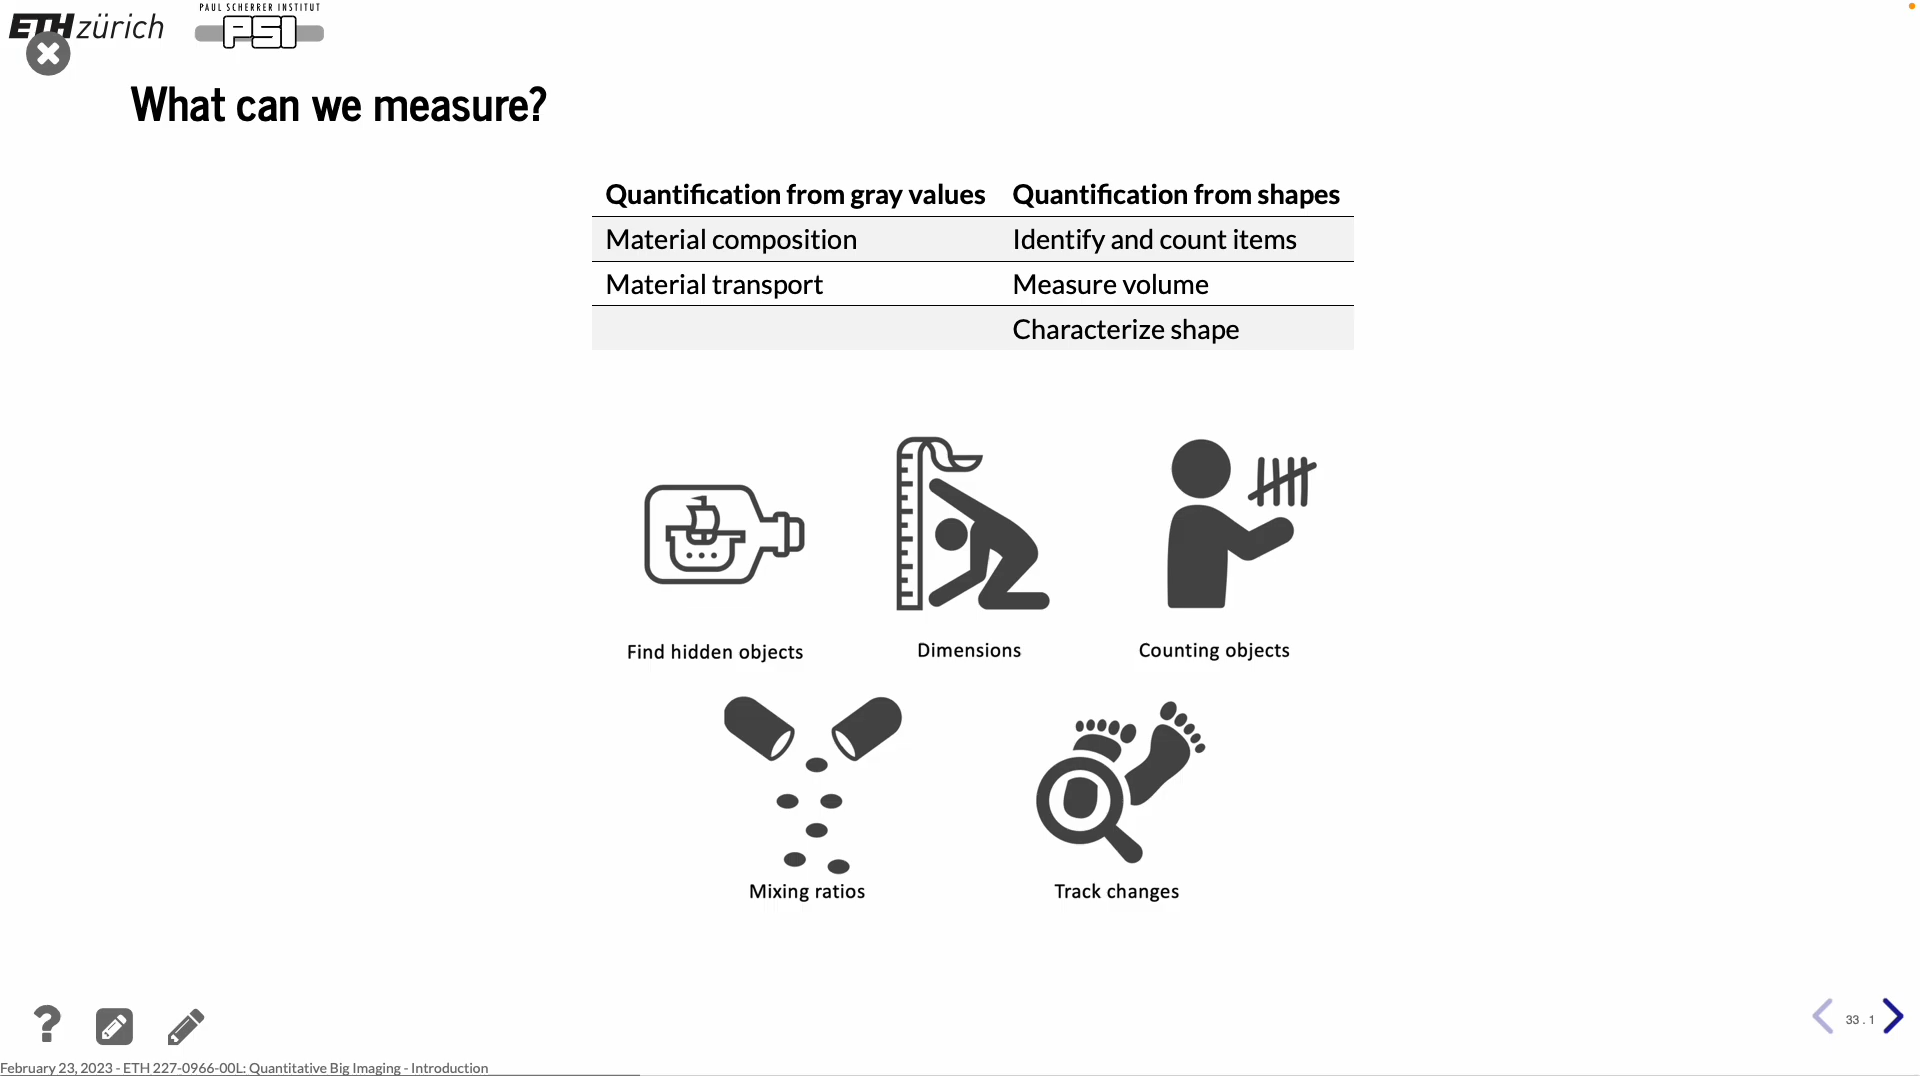 ETH zürich
PAUL SCHERRER INSTITUT
PSI
What can we measure?
Quantification from gray values Quantification from shapes
Material composition Identify and count items
Material transport Measure volume
Characterize shape
Find hidden objects Dimensions Counting objects
Mixing ratios Track changes
33 . 1
February 23, 2023 - ETH 227-0966-00L: Quantitative Big Imaging - Introduction